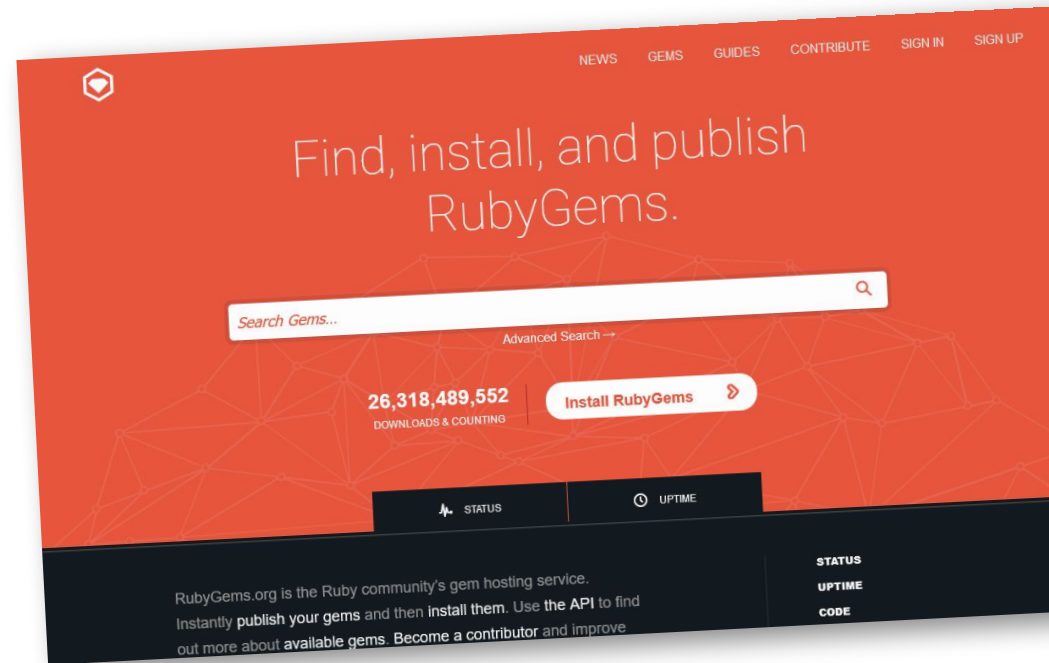 NEWS GEMS GUIDES CONTRIBUTE SIGN IN SIGN UP
Find, install, and publish
RubyGems.
Search Gems...
Advanced Search →
26,318,489,552
DOWNLOADS & COUNTING
Install RubyGems
STATUS
UPTIME
RubyGems.org is the Ruby community's gem hosting service.
Instantly publish your gems and then install them. Use the API to find
out more about available gems. Become a contributor and improve
STATUS
UPTIME
CODE